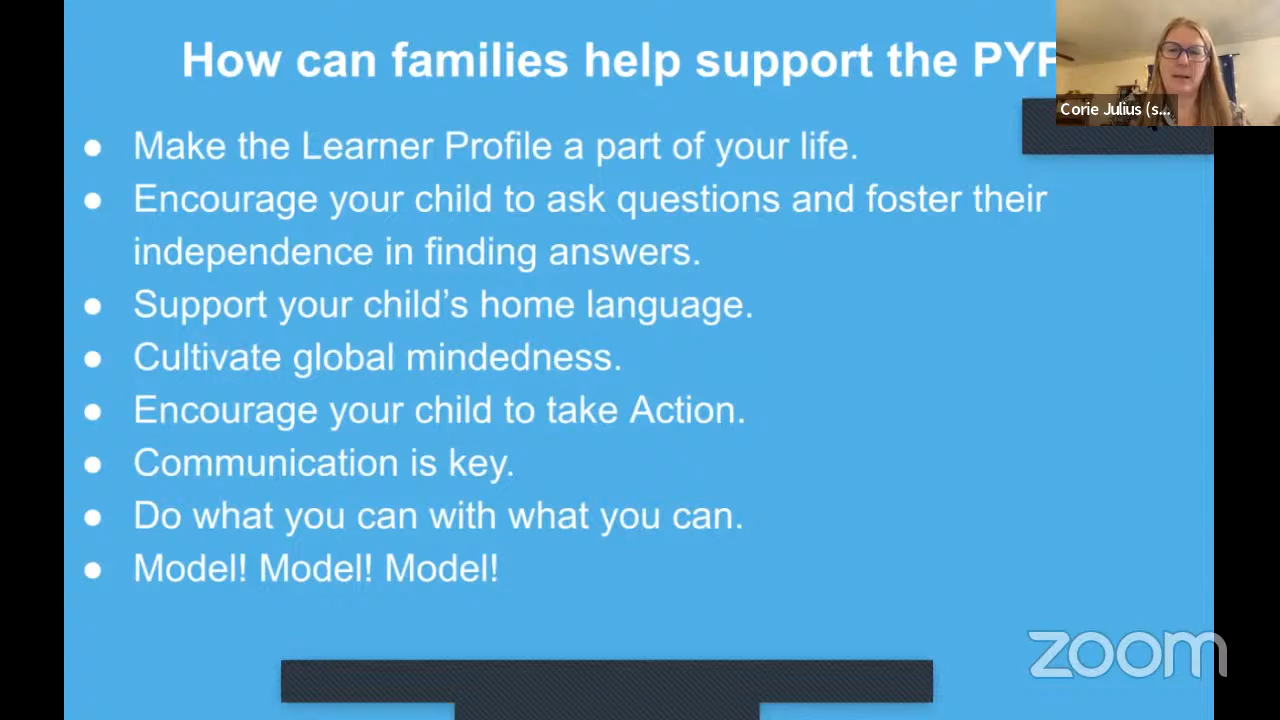 How can families help support the PYP
Corie Julius (s...
● Make the Learner Profile a part of your life.
● Encourage your child to ask questions and foster their
independence in finding answers.
● Support your child’s home language.
● Cultivate global mindedness.
● Encourage your child to take Action.
● Communication is key.
● Do what you can with what you can.
● Model! Model! Model!
zoom